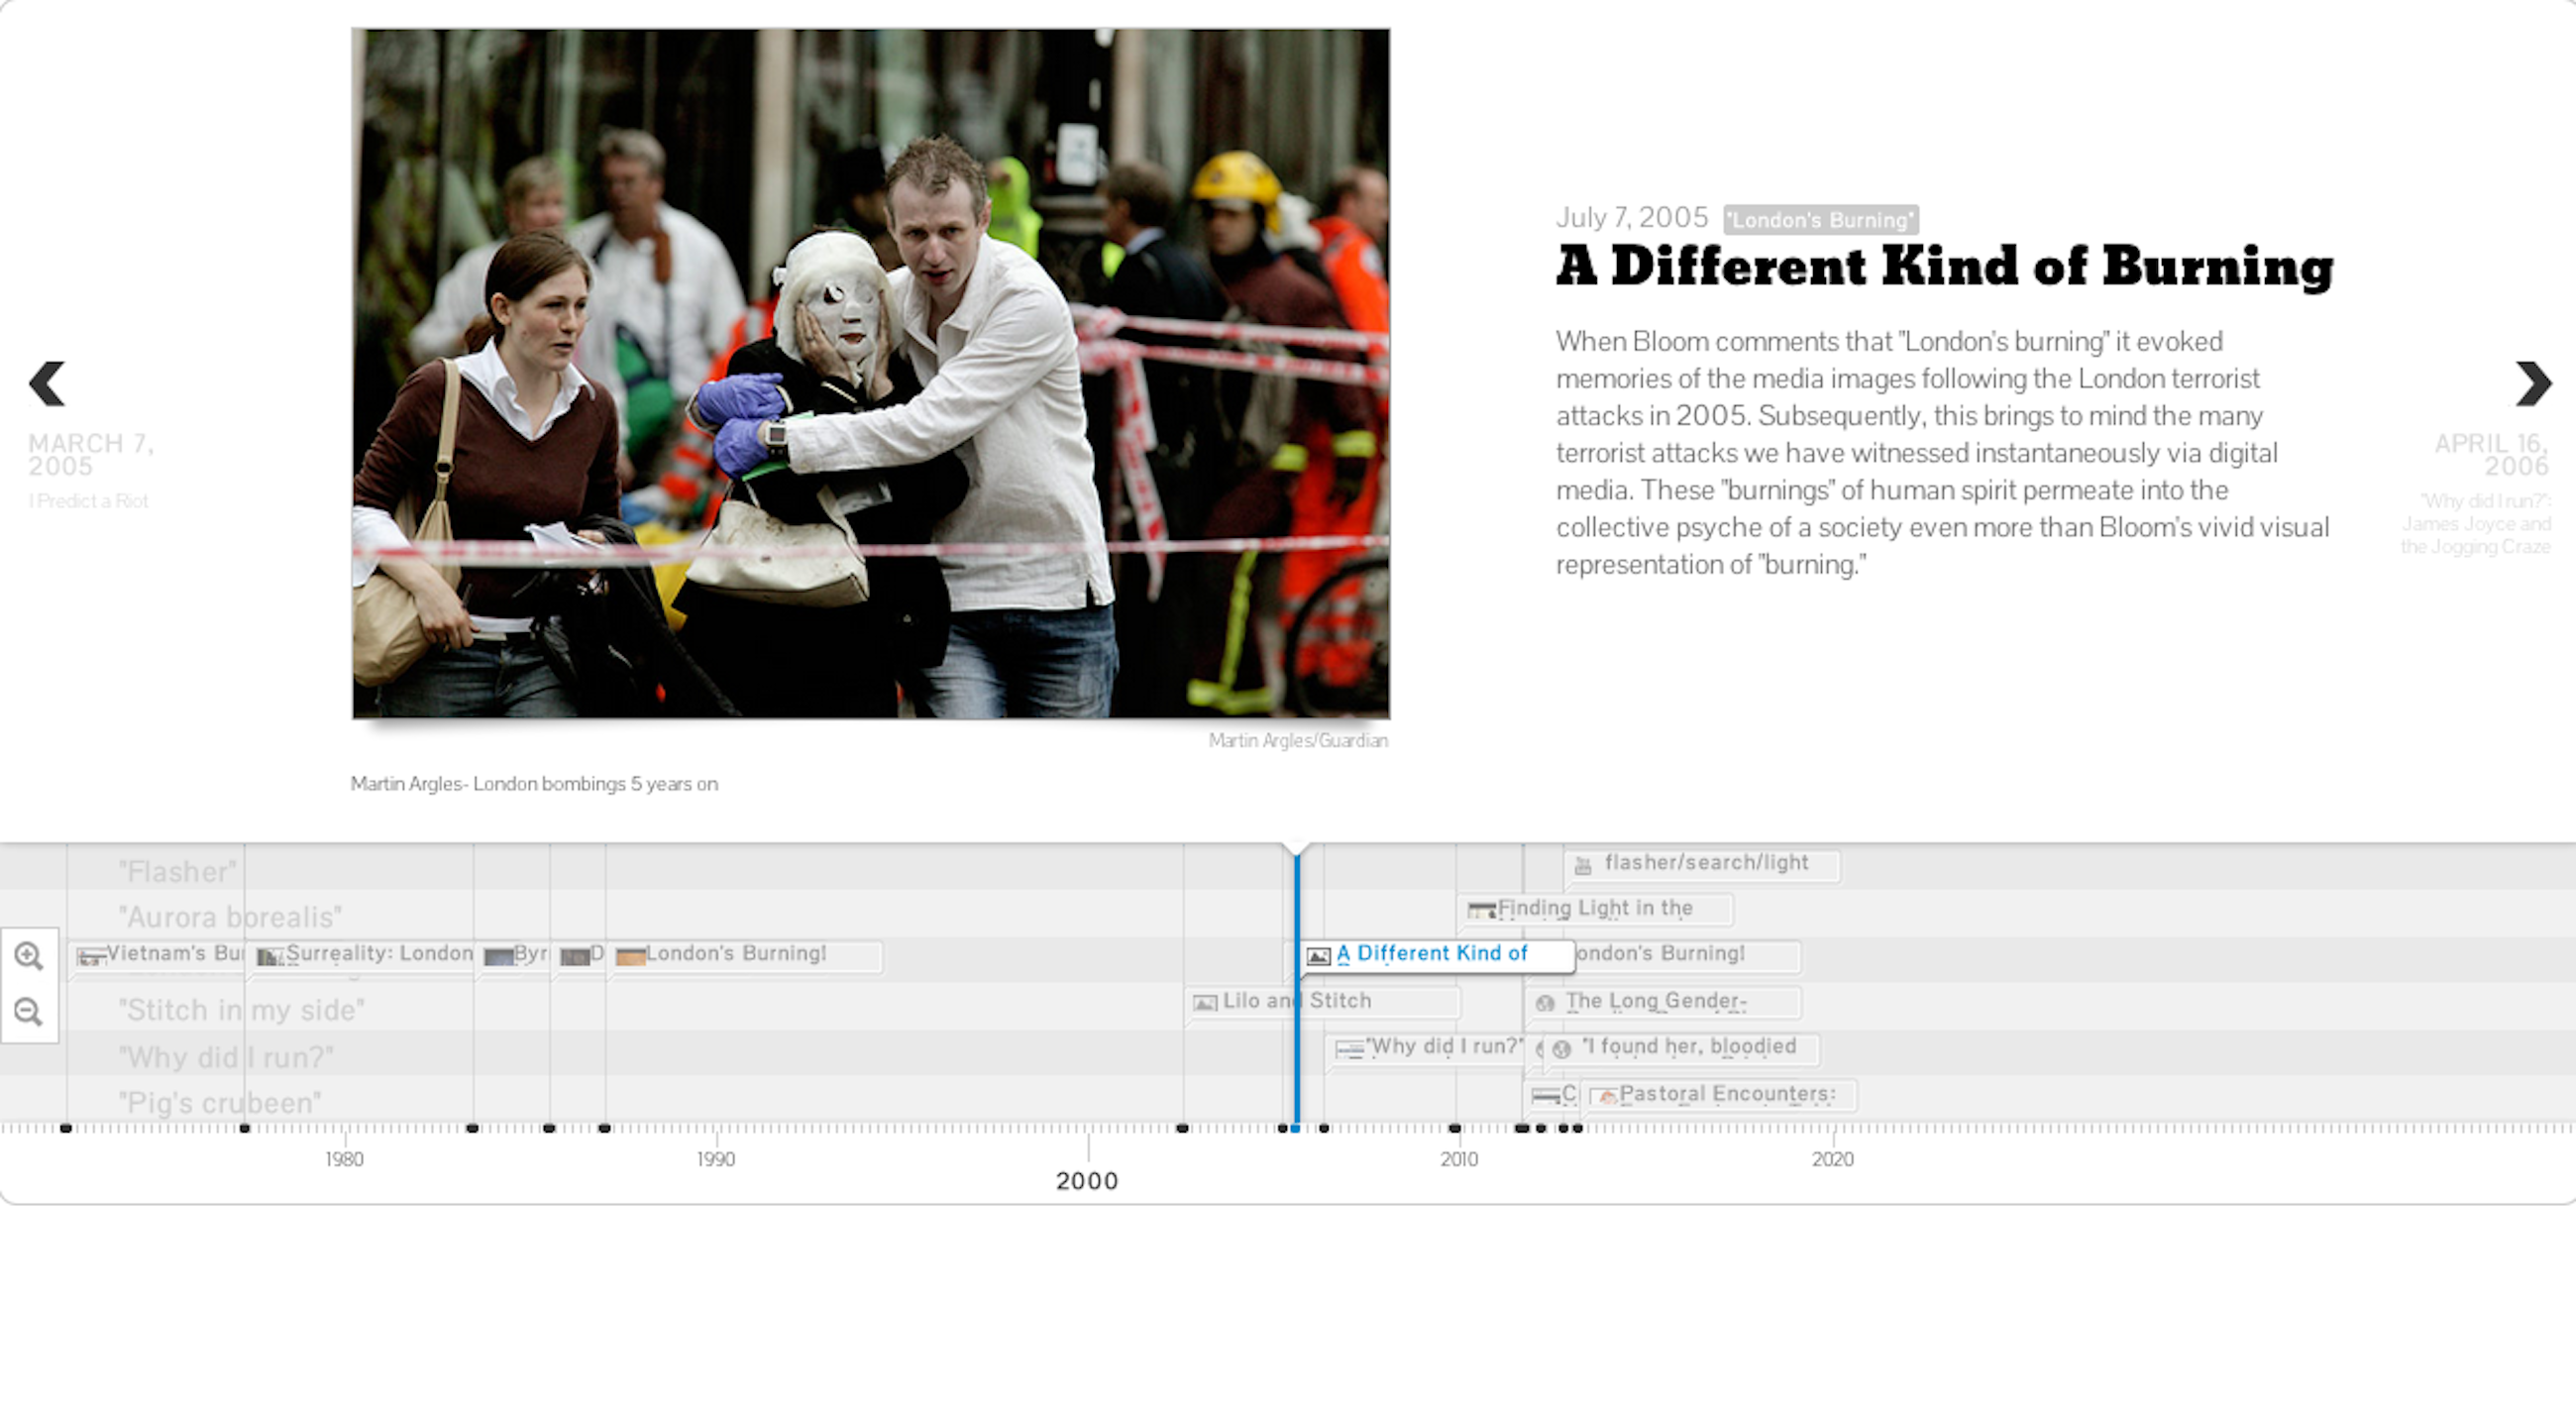 July 7, 2005 "London's Burning"
A Different Kind of Burning
When Bloom comments that "London's burning" it evoked
memories of the media images following the London terrorist
attacks in 2005. Subsequently, this brings to mind the many
terrorist attacks we have witnessed instantaneously via digital
media. These "burnings" of human spirit permeate into the
collective psyche of a society even more than Bloom's vivid visual
representation of "burning."
MARCH 7,
2005
I Predict a Riot
APRIL 16,
2006
"Why did I run?":
James Joyce and
the Jogging Craze
Martin Argles/Guardian
Martin Argles- London bombings 5 years on
"Flasher"
flasher/search/light
"Aurora borealis"
Finding Light in the
Vietnam's Bur
Surreality: London
Byr
D
London's Burning!
A Different Kind of
ondon's Burning!
"Stitch in my side"
Lilo and Stitch
The Long Gender-
"Why did I run?"
"Why did I run?"
"I found her, bloodied
"Pig's crubeen"
C
Pastoral Encounters:
1980
1990
2000
2010
2020